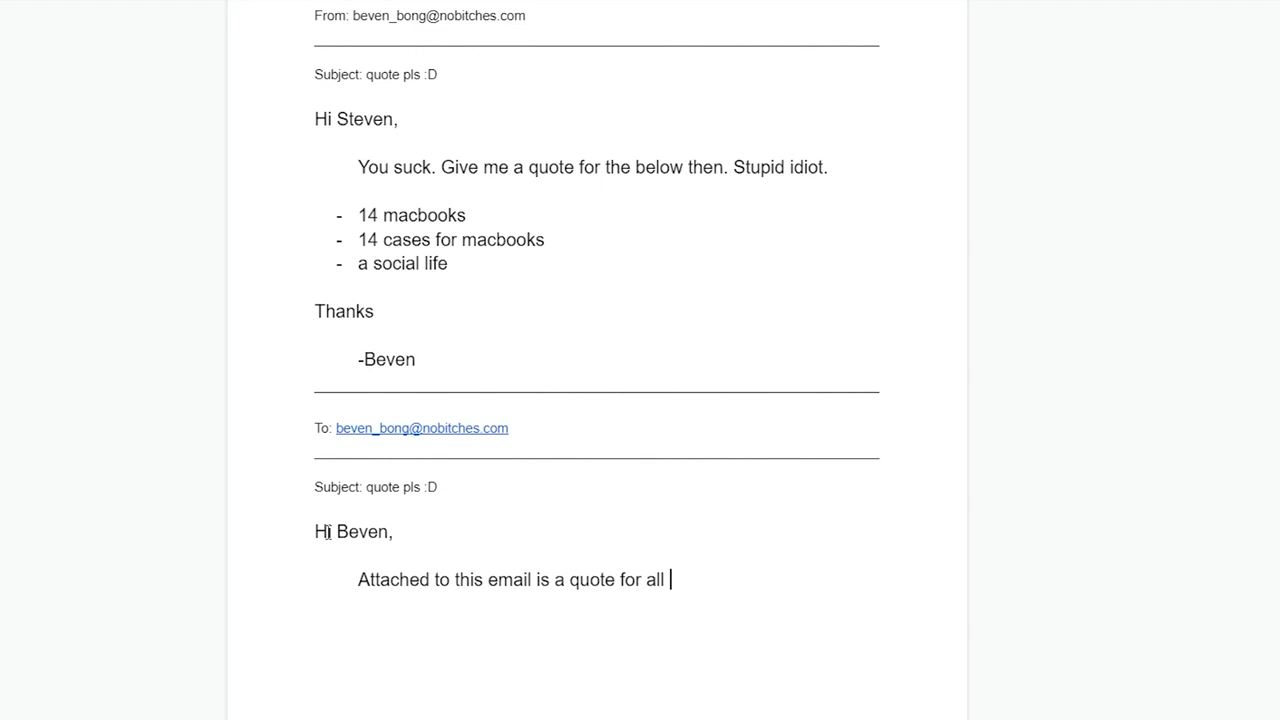 From: beven_bong@nobitches.com
Subject: quote pls :D
Hi Steven,
You suck. Give me a quote for the below then. Stupid idiot.
- 14 macbooks
- 14 cases for macbooks
- a social life
Thanks
-Beven
To: beven_bong@nobitches.com
Subject: quote pls :D
Hi Beven,
Attached to this email is a quote for all